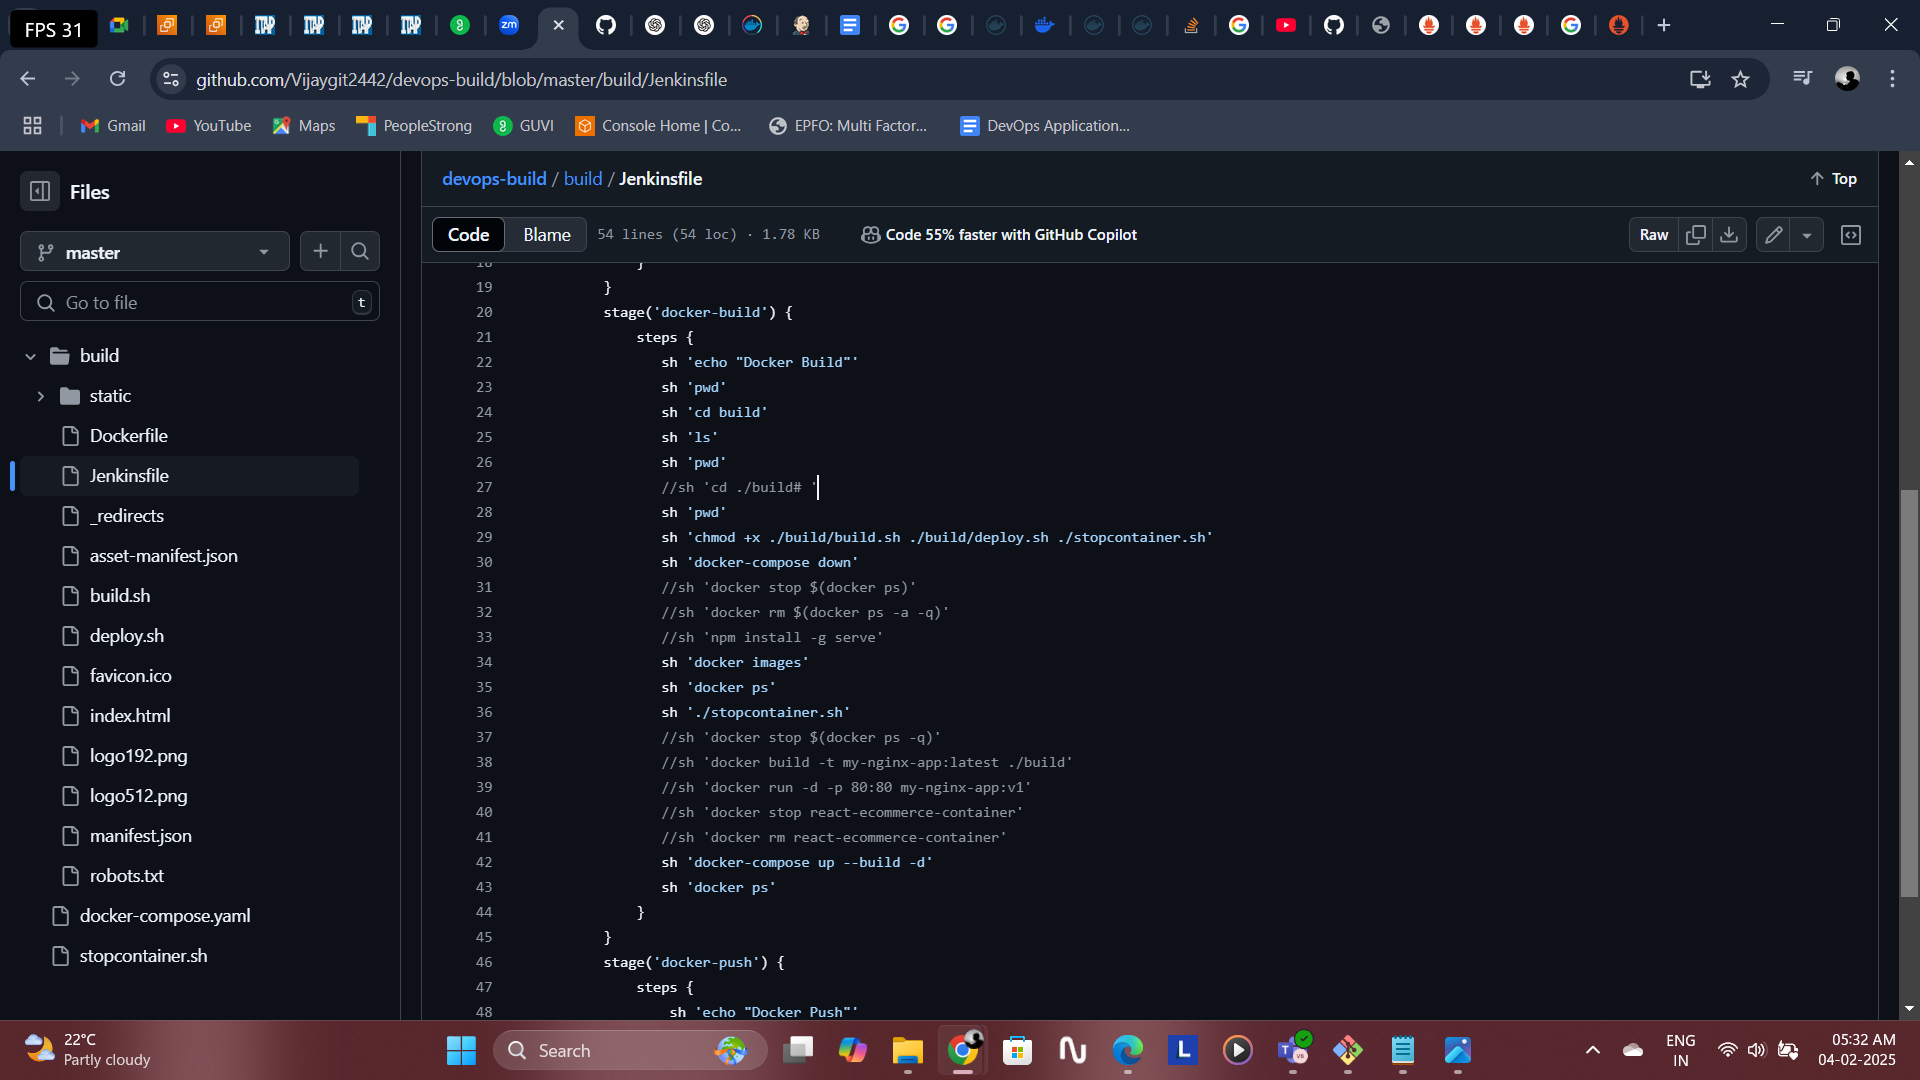 FPS 31
zm
github.com/Vijaygit2442/devops-build/blob/master/build/Jenkinsfile
Gmail
YouTube
Maps
PeopleStrong
GUVI
Console Home | Co...
EPFO: Multi Factor...
DevOps Application...
Files
master
Go to file
t
build
static
Dockerfile
Jenkinsfile
_redirects
asset-manifest.json
build.sh
deploy.sh
favicon.ico
index.html
logo192.png
logo512.png
manifest.json
robots.txt
docker-compose.yaml
stopcontainer.sh
devops-build / build / Jenkinsfile
Top
Code
Blame
54 lines (54 loc) · 1.78 KB
Code 55% faster with GitHub Copilot
Raw
18 }
19 }
20 stage('docker-build') {
21 steps {
22 sh 'echo "Docker Build"'
23 sh 'pwd'
24 sh 'cd build'
25 sh 'ls'
26 sh 'pwd'
27 //sh 'cd ./build# '
28 sh 'pwd'
29 sh 'chmod +x ./build/build.sh ./build/deploy.sh ./stopcontainer.sh'
30 sh 'docker-compose down'
31 //sh 'docker stop $(docker ps)'
32 //sh 'docker rm $(docker ps -a -q)'
33 //sh 'npm install -g serve'
34 sh 'docker images'
35 sh 'docker ps'
36 sh './stopcontainer.sh'
37 //sh 'docker stop $(docker ps -q)'
38 //sh 'docker build -t my-nginx-app:latest ./build'
39 //sh 'docker run -d -p 80:80 my-nginx-app:v1'
40 //sh 'docker stop react-ecommerce-container'
41 //sh 'docker rm react-ecommerce-container'
42 sh 'docker-compose up --build -d'
43 sh 'docker ps'
44 }
45 }
46 stage('docker-push') {
47 steps {
48 sh 'echo "Docker Push"'
22°C
Partly cloudy
Search
L
ENG
IN
05:32 AM
04-02-2025